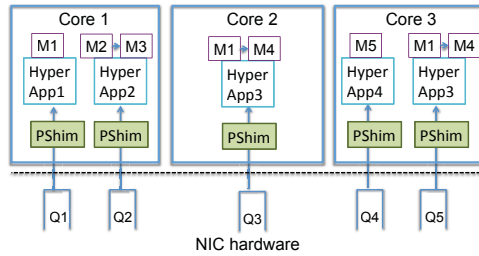 Core 1
Core 2
Core 3
M1
M2
M3
M1
M4
M5
M1
M4
Hyper
App1
Hyper
App2
Hyper
App3
Hyper
App4
Hyper
App3
PShim
PShim
PShim
PShim
PShim
Q1
Q2
Q3
Q4
Q5
NIC hardware